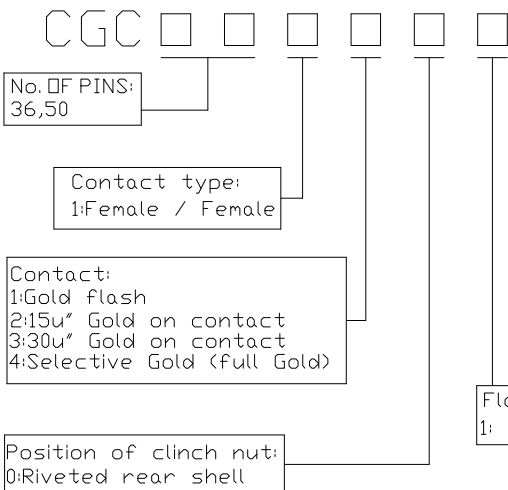 CGC
No. OF PINS:
36,50
Contact type:
1:Female / Female
Contact:
1:Gold flash
2:15u" Gold on contact
3:30u" Gold on contact
4:Selective Gold (full Gold)
1:
Position of clinch nut:
0:Riveted rear shell